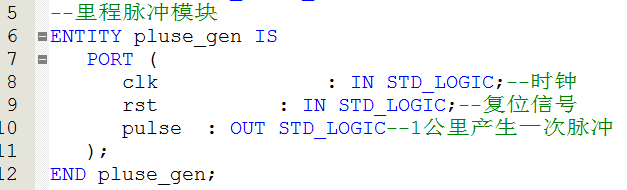 5 --里程脉冲模块
6 ENTITY pluse_gen IS
7 PORT (
8 clk : IN STD_LOGIC;--时钟
9 rst : IN STD_LOGIC;--复位信号
10 pulse : OUT STD_LOGIC--1公里产生一次脉冲
11 );
12 END pluse_gen;